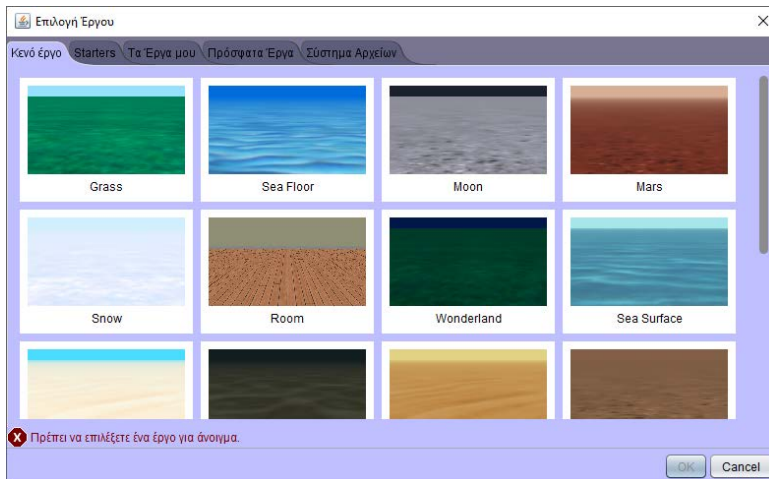 Επιλογή Έργου
Κενό έργο Starters Τα Έργα μου Πρόσφατα Έργα Σύστημα Αρχείων
Grass Sea Floor Moon Mars
Snow Room Wonderland Sea Surface
X Πρέπει να επιλέξετε ένα έργο για άνοιγμα.
OK Cancel